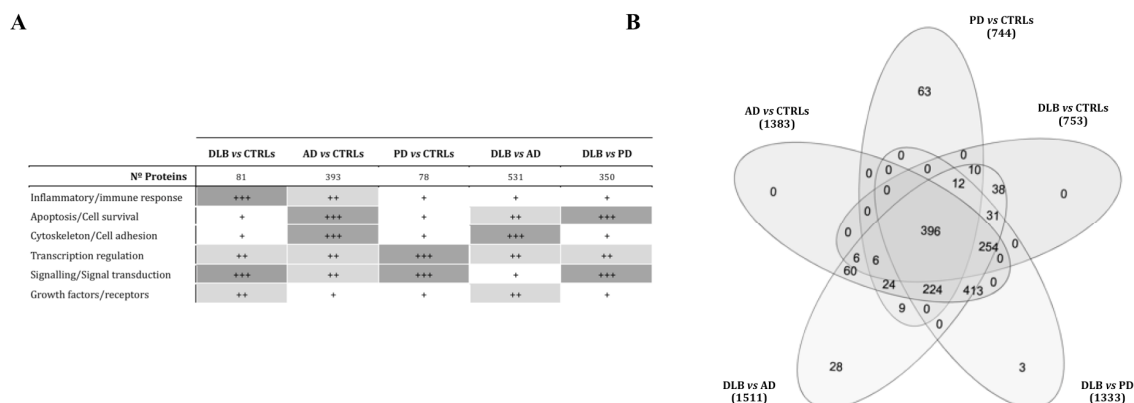 A
DLB vs CTRLs AD vs CTRLs PD vs CTRLs DLB vs AD DLB vs PD
Nº Proteins 81 393 78 531 350
Inflammatory/immune response +++ ++ + + +
Apoptosis/Cell survival + +++ + ++ +++
Cytoskeleton/Cell adhesion + +++ + +++ +
Transcription regulation ++ ++ +++ ++ ++
Signalling/Signal transduction +++ ++ +++ + +++
Growth factors/receptors ++ + + ++ +
B
PD vs CTRLs
(744)
AD vs CTRLs
(1383)
DLB vs CTRLs
(753)
63
0 0
0 0 0 10
0 12 38
0 0
0 31
396
0 254 0
6 6 0
60
24 224 413 0
9 0
0
28 3
DLB vs AD
(1511)
DLB vs PD
(1333)